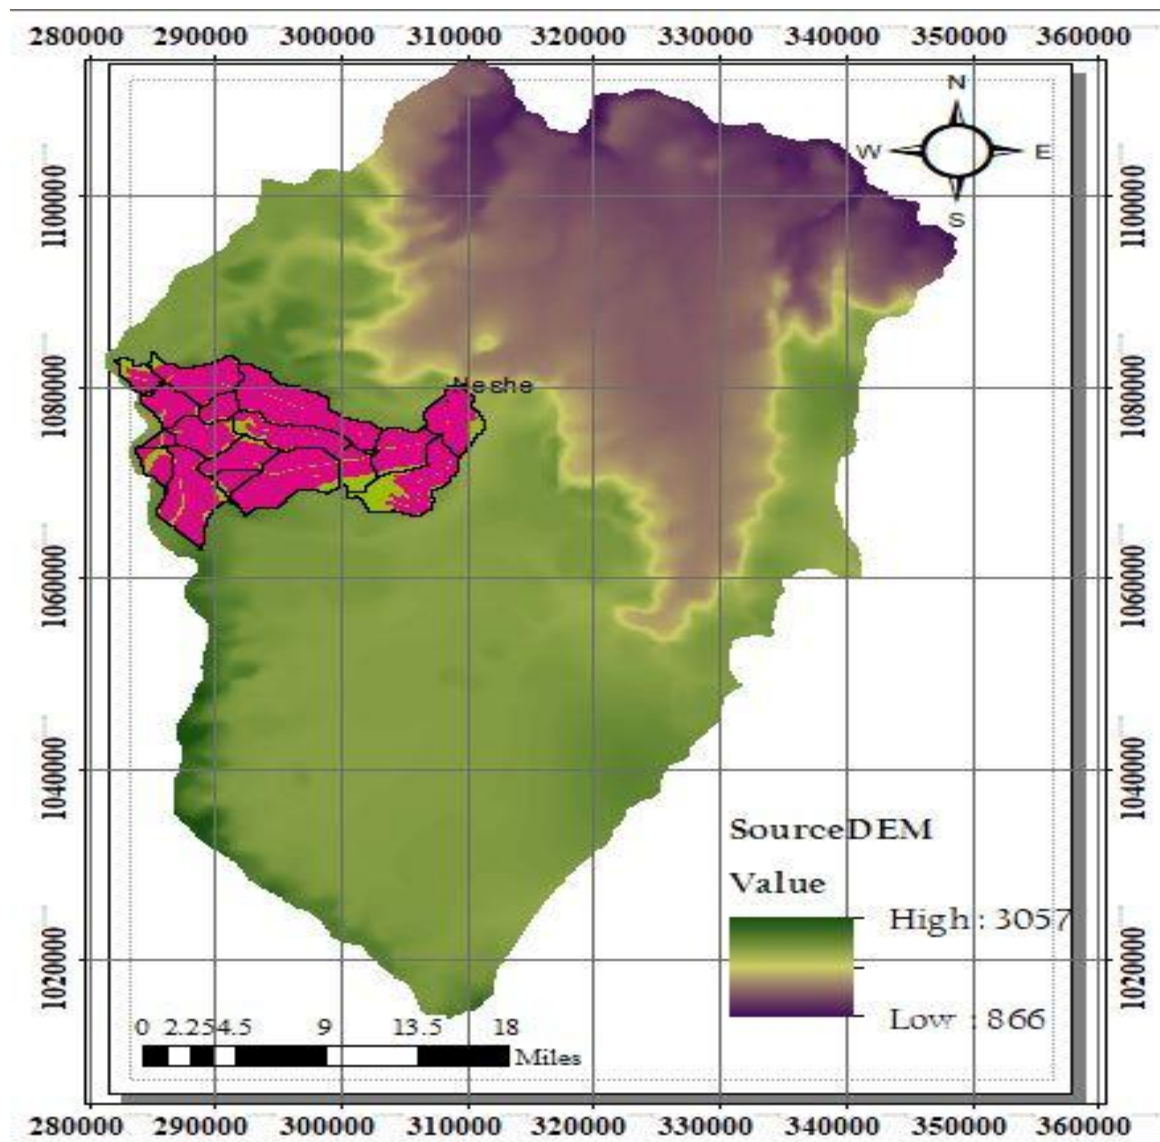 280000 290000 300000 310000 320000 330000 340000 350000 360000
N
W E
S
1100000 1100000
Neshe
1080000 1080000
1060000 1060000
1040000 1040000
SourceDEM
Value
High : 3057
1020000 1020000
Low : 866
0 2.254.5 9 13.5 18
Miles
280000 290000 300000 310000 320000 330000 340000 350000 360000